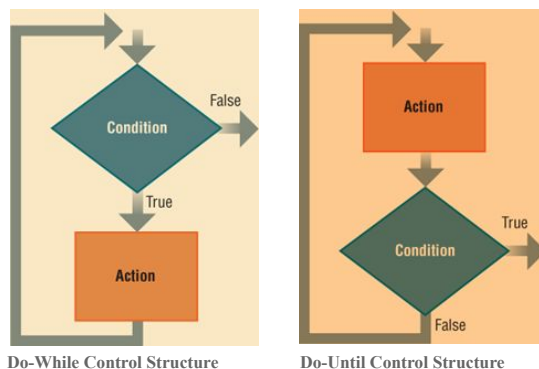 False
Condition
True
Action
Do-While Control Structure
Action
True
Condition
False
Do-Until Control Structure